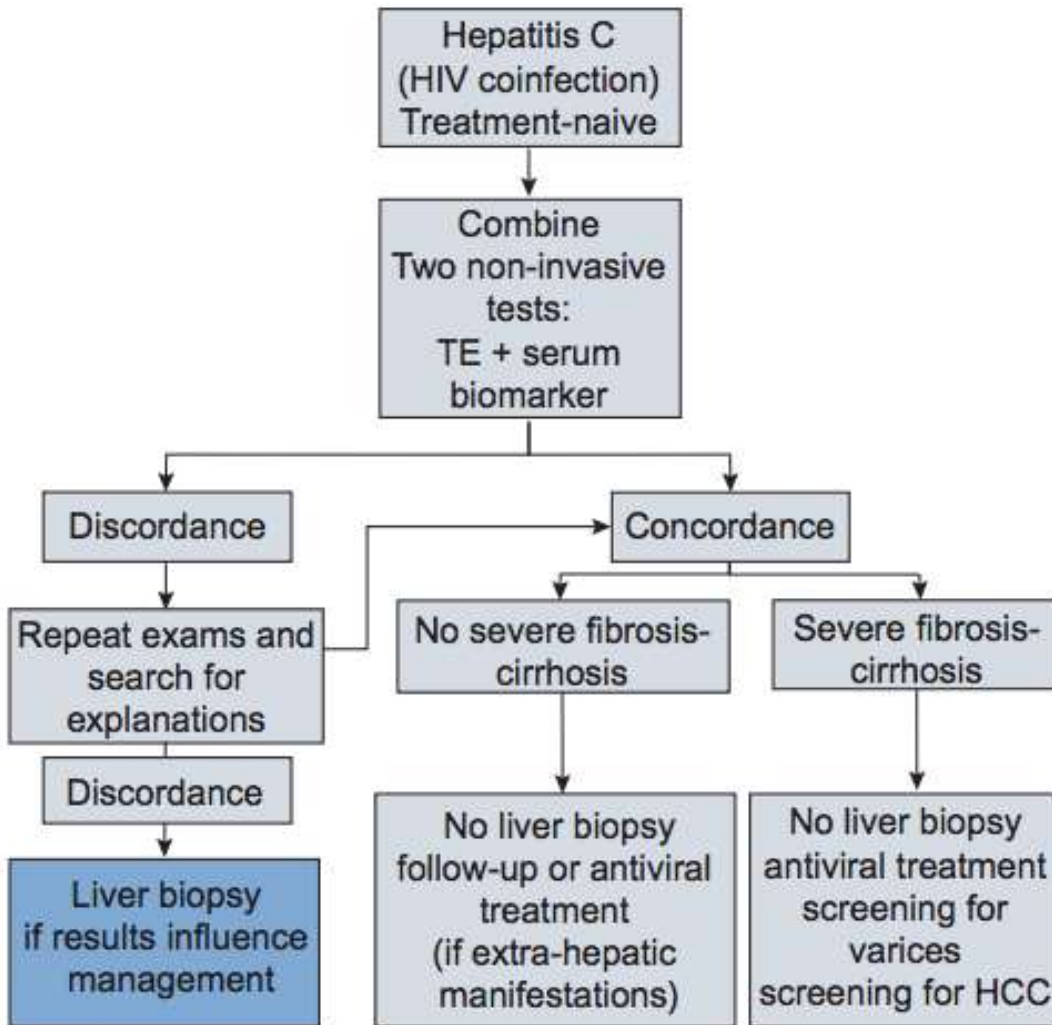 Hepatitis C
(HIV coinfection)
Treatment-naive
Combine
Two non-invasive
tests:
TE + serum
biomarker
Discordance
Concordance
Repeat exams and
search for
explanations
No severe fibrosis-
cirrhosis
Severe fibrosis-
cirrhosis
Discordance
Liver biopsy
if results influence
management
No liver biopsy
follow-up or antiviral
treatment
(if extra-hepatic
manifestations)
No liver biopsy
antiviral treatment
screening for
varices
screening for HCC